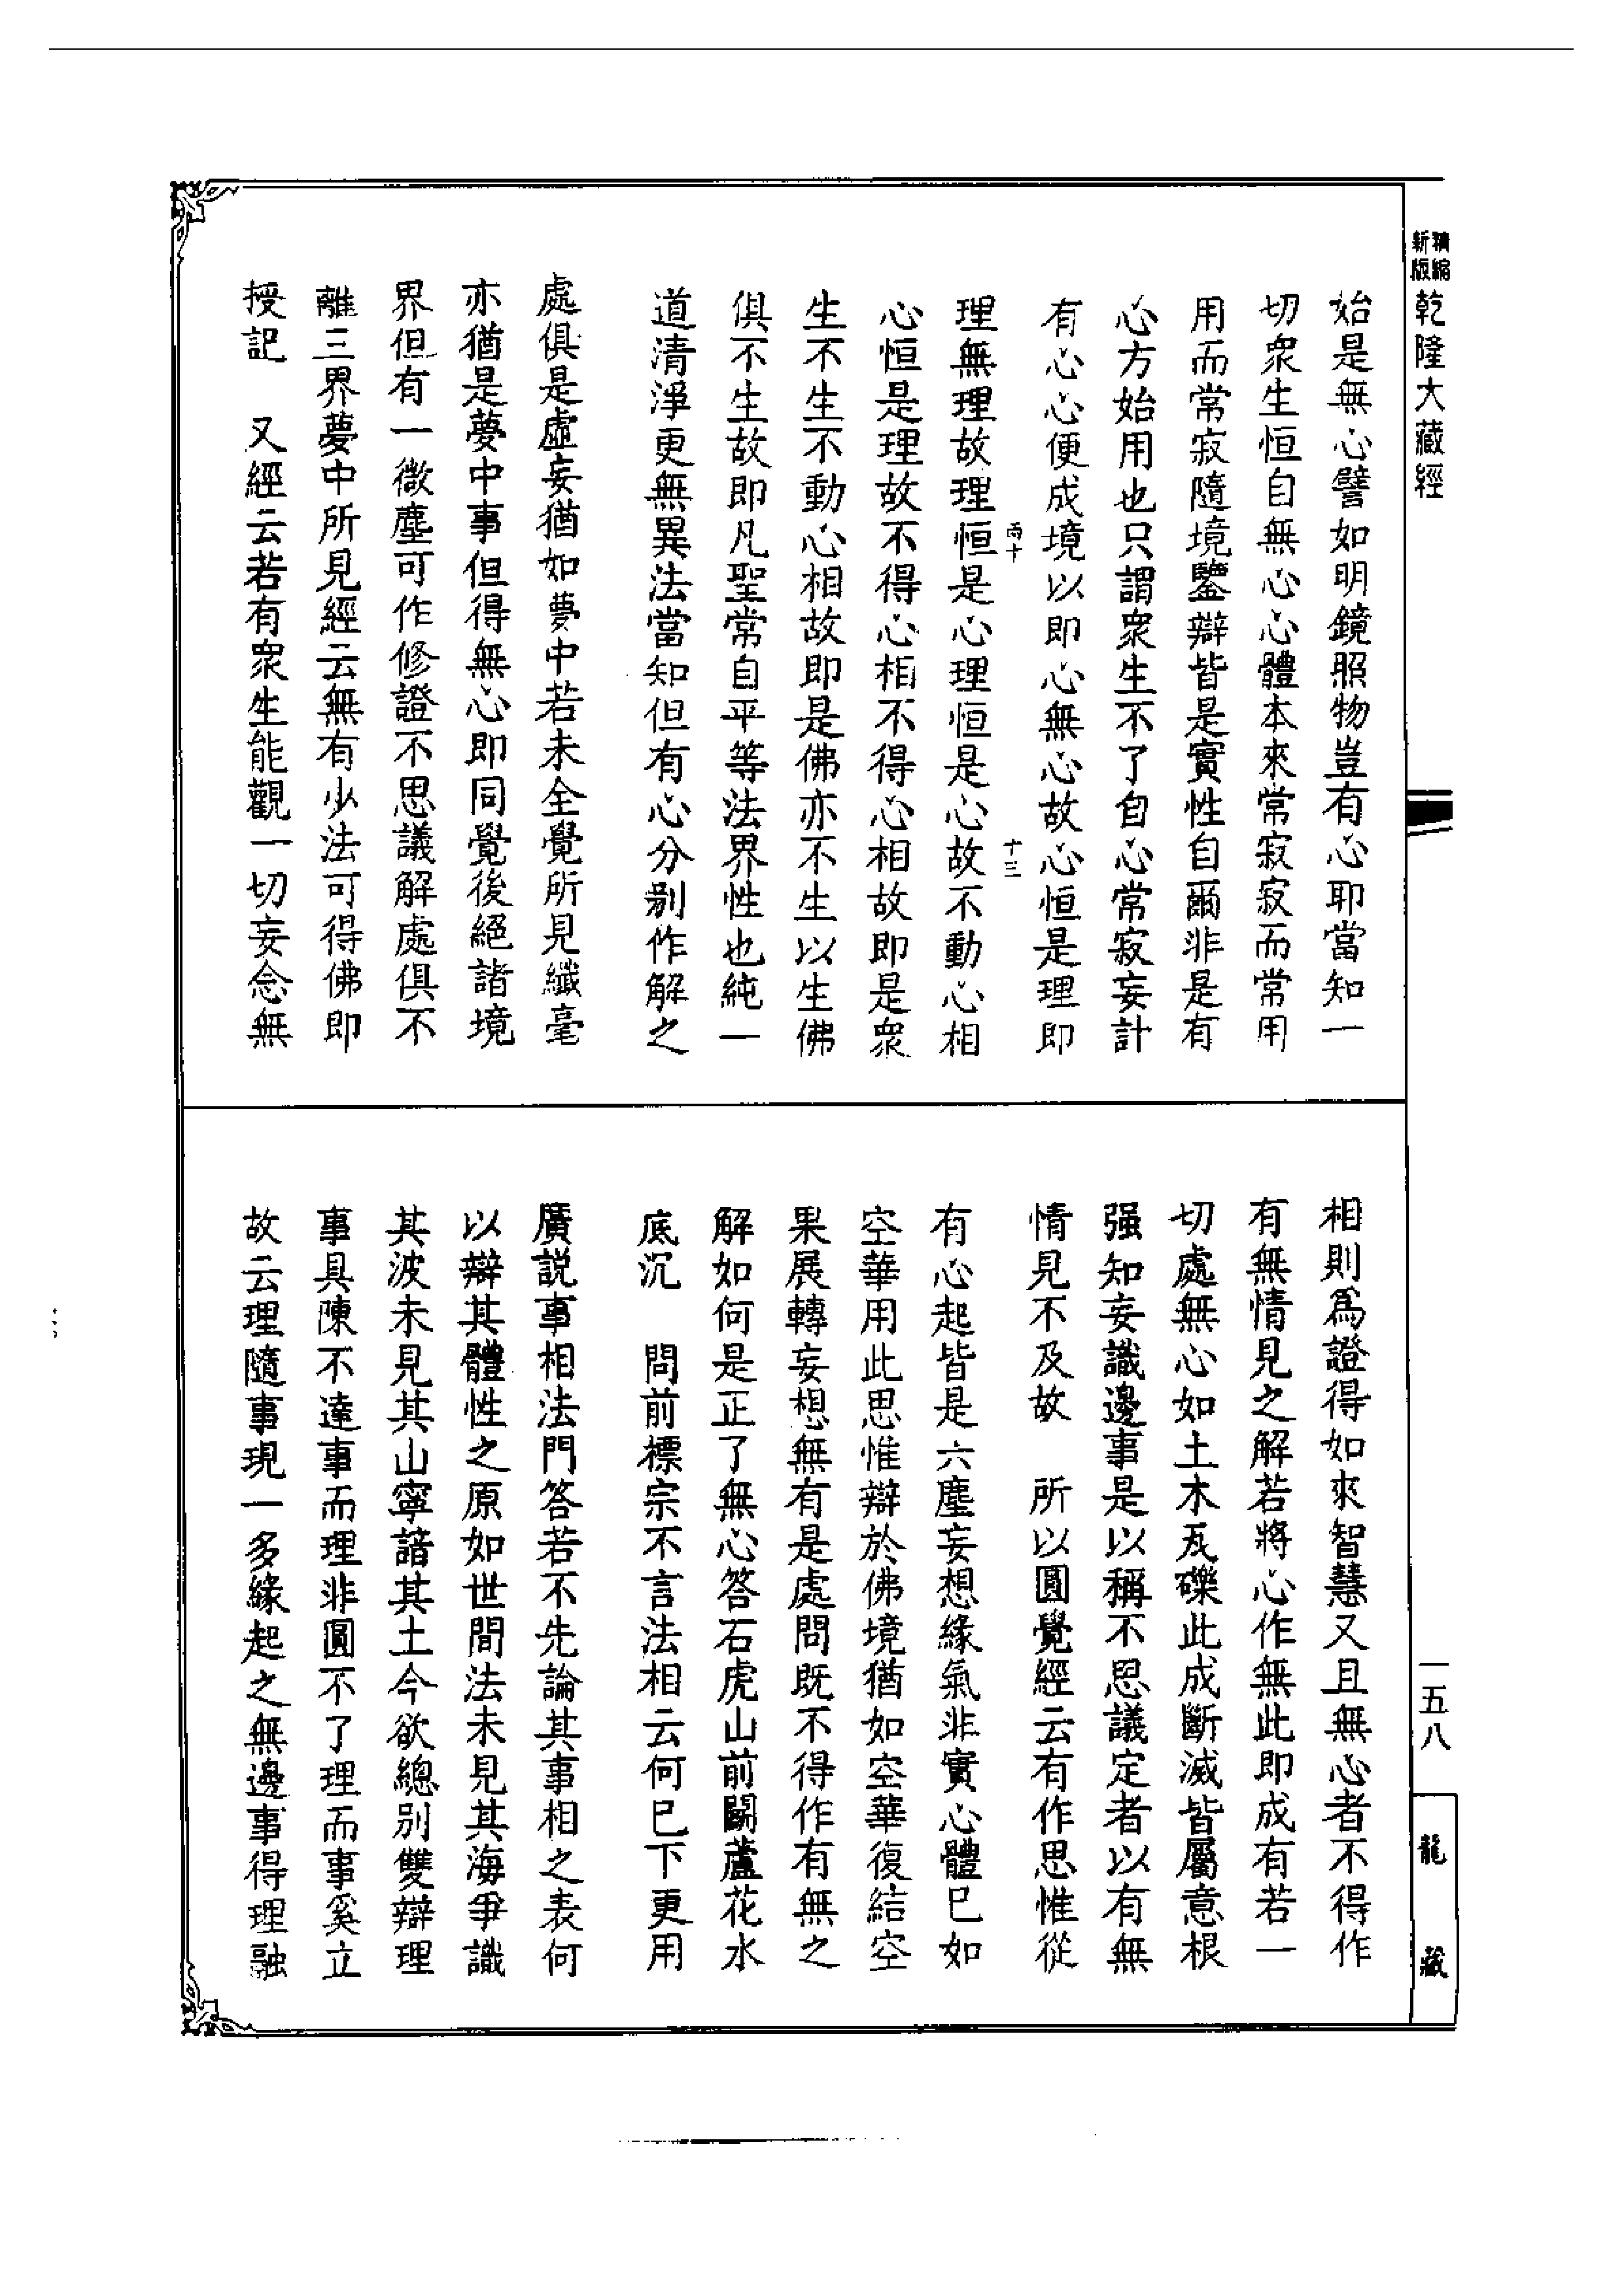 精縮
新版
乾隆大藏經
始是無心譬如明鏡照物豈有心耶當知一
切衆生恒自無心心體本來常寂寂而常用
用而常寂隨境鑒辯皆是實性自爾非是有
心方始用也只謂衆生不了自心常寂妄計
有心心便成境以即心無心故心恒是理即
兩十
十三
理無理故理恒是心理恒是心故不動心相
心恒是理故不得心相不得心相故即是衆
生不生不動心相故即是佛亦不生以生佛
俱不生故即凡聖常自平等法界性也純一
道清淨更無異法當知但有心分別作解之
處俱是虛妄猶如夢中若未全覺所見纖毫
亦猶是夢中事但得無心即同覺後絕諸境
界但有一微塵可作修證不思議解處俱不
離三界夢中所見經云無有少法可得佛即
授記　又經云若有衆生能觀一切妄念無
相則爲證得如來智慧又且無心者不得作
有無情見之解若將心作無此即成有若一
切處無心如土木瓦礫此成斷滅皆屬意根
强知妄識邊事是以稱不思議定者以有無
情見不及故　所以圓覺經云有作思惟從
有心起皆是六塵妄想緣氣非實心體已如
空華用此思惟辯於佛境猶如空華復結空
果展轉妄想無有是處問既不得作有無之
解如何是正了無心答石虎山前鬬蘆花水
底沉　問前標宗不言法相云何已下更用
廣說事相法門答若不先論其事相之表何
以辯其體性之原如世間法未見其海爭識
其波未見其山寧諳其土今欲總別雙辯理
事具陳不達事而理非圓不了理而事奚立
故云理隨事現一多緣起之無邊事得理融
一五八
龍藏